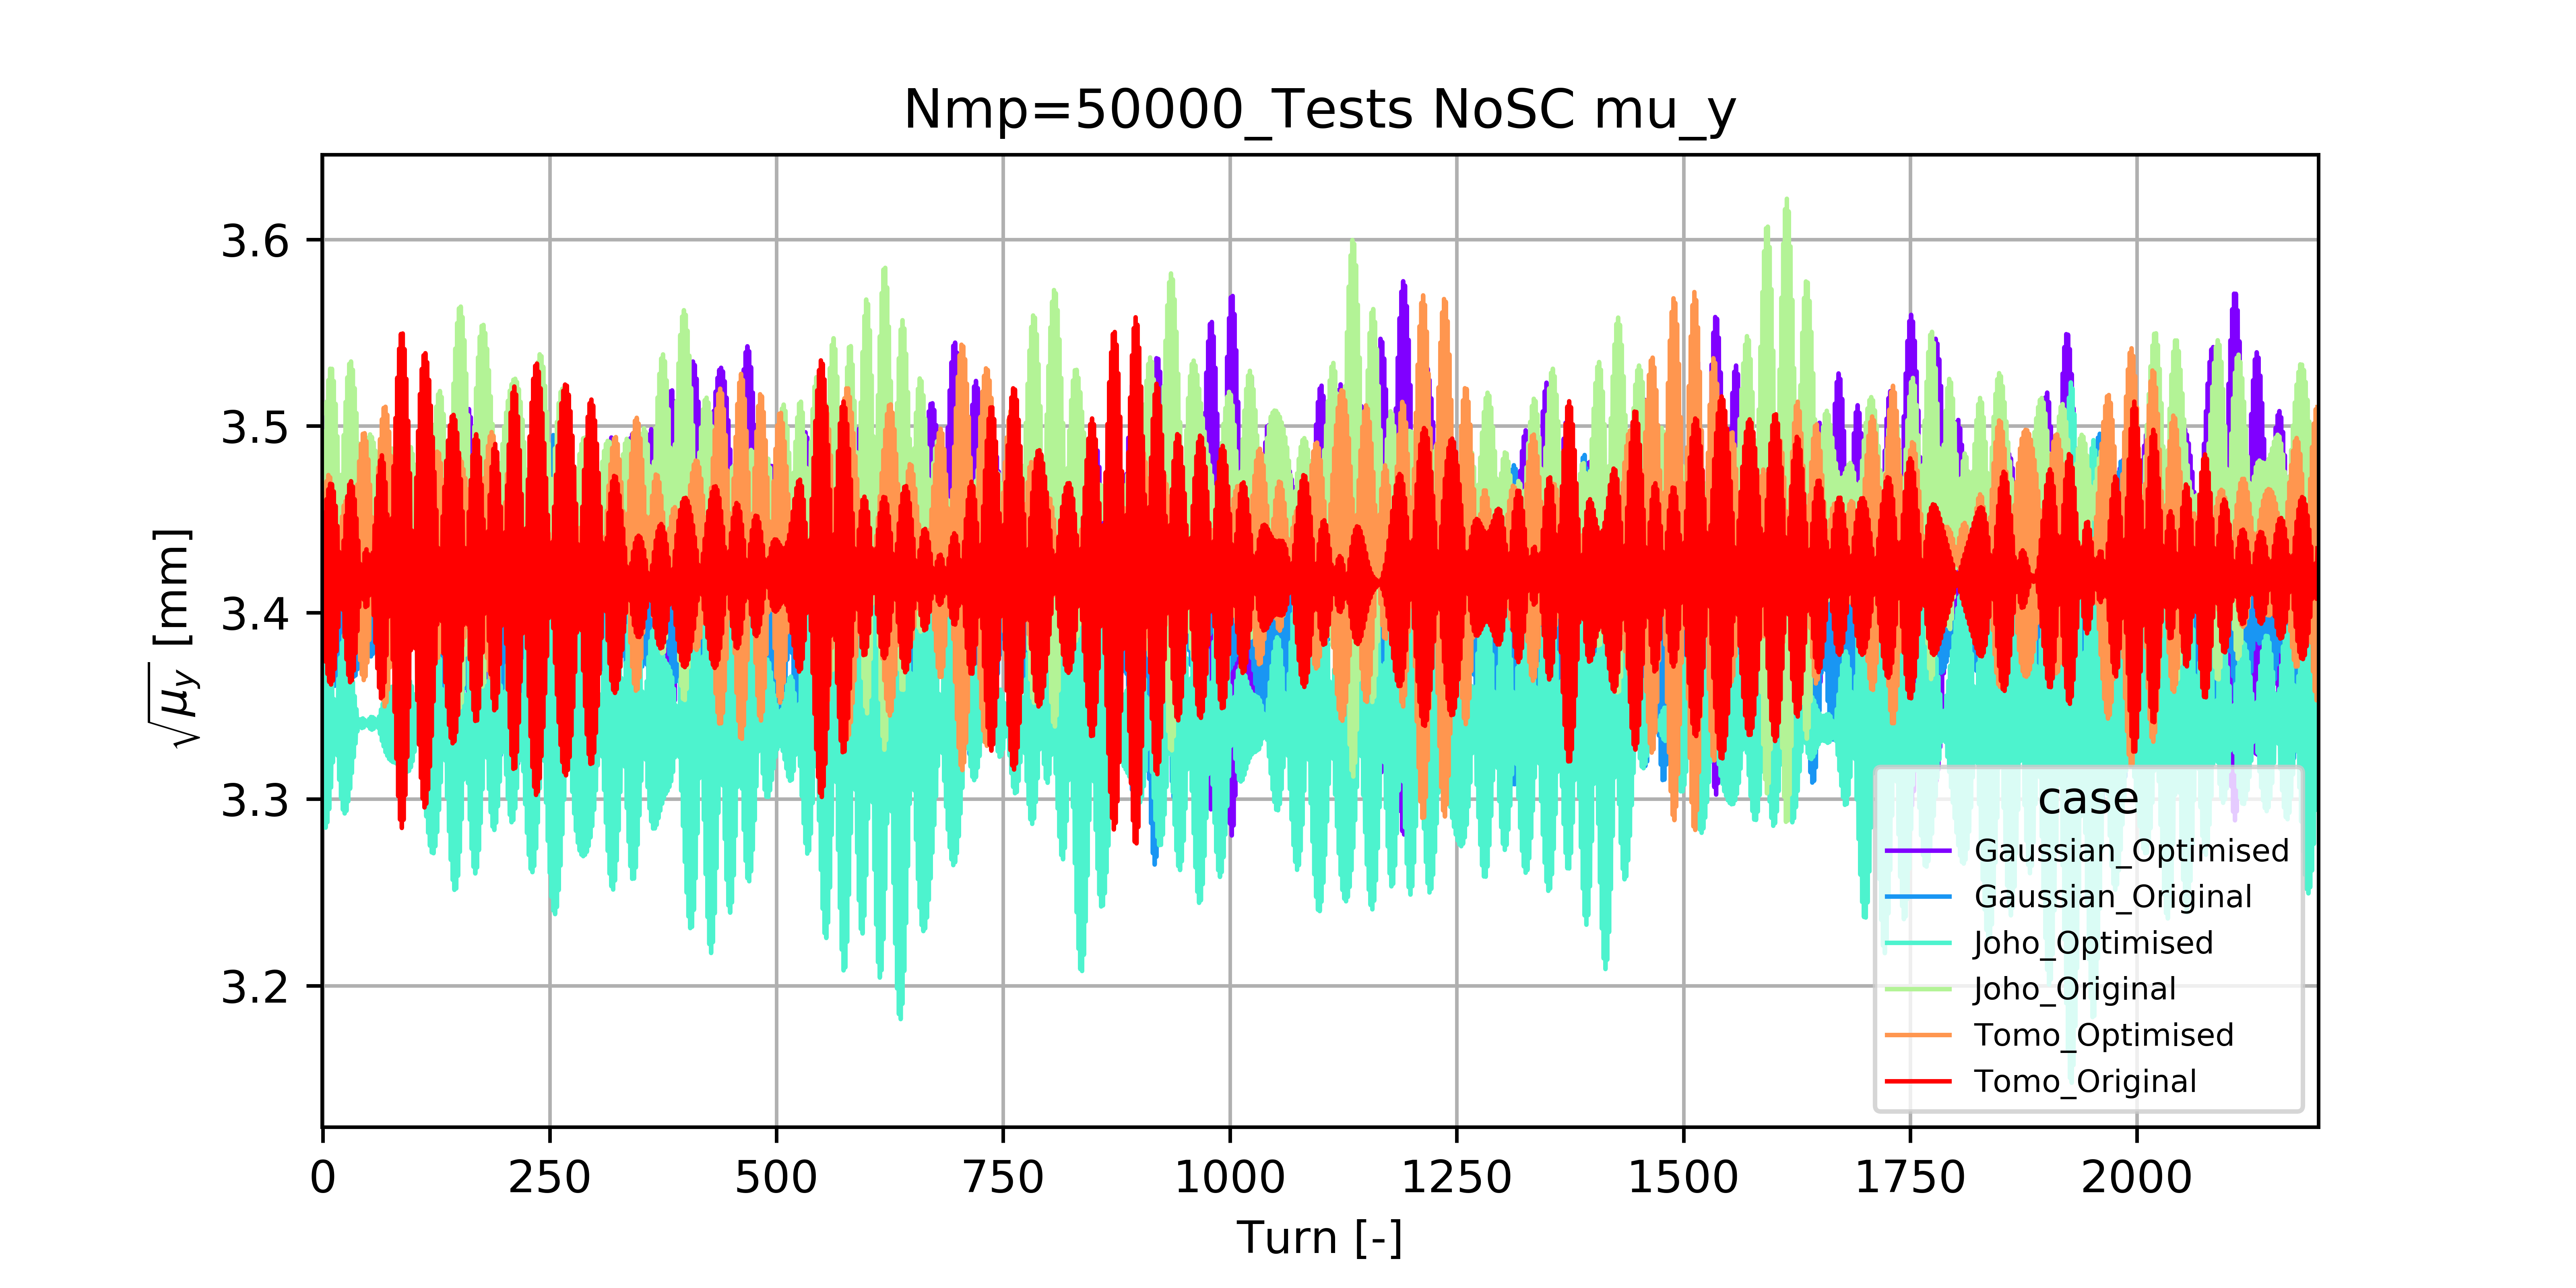 Nmp=50000_Tests NoSC mu_y
3.6
3.5
3.4
3.3
3.2
√μy [mm]
0 250 500 750 1000 1250 1500 1750 2000
Turn [-]
case
Gaussian_Optimised
Gaussian_Original
Joho_Optimised
Joho_Original
Tomo_Optimised
Tomo_Original